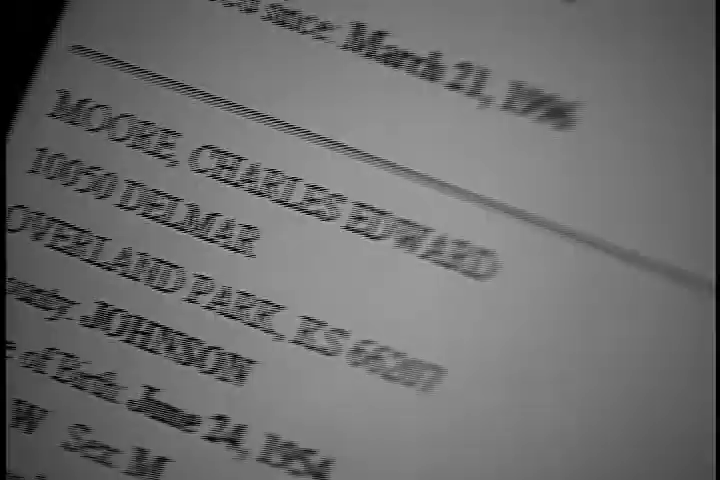 since: March 21, 1996
MOORE, CHARLES EDWARD
10050 DELMAR
OVERLAND PARK, KS 66207
JOHNSON
of Birth: June 24, 1954
W Sex: M